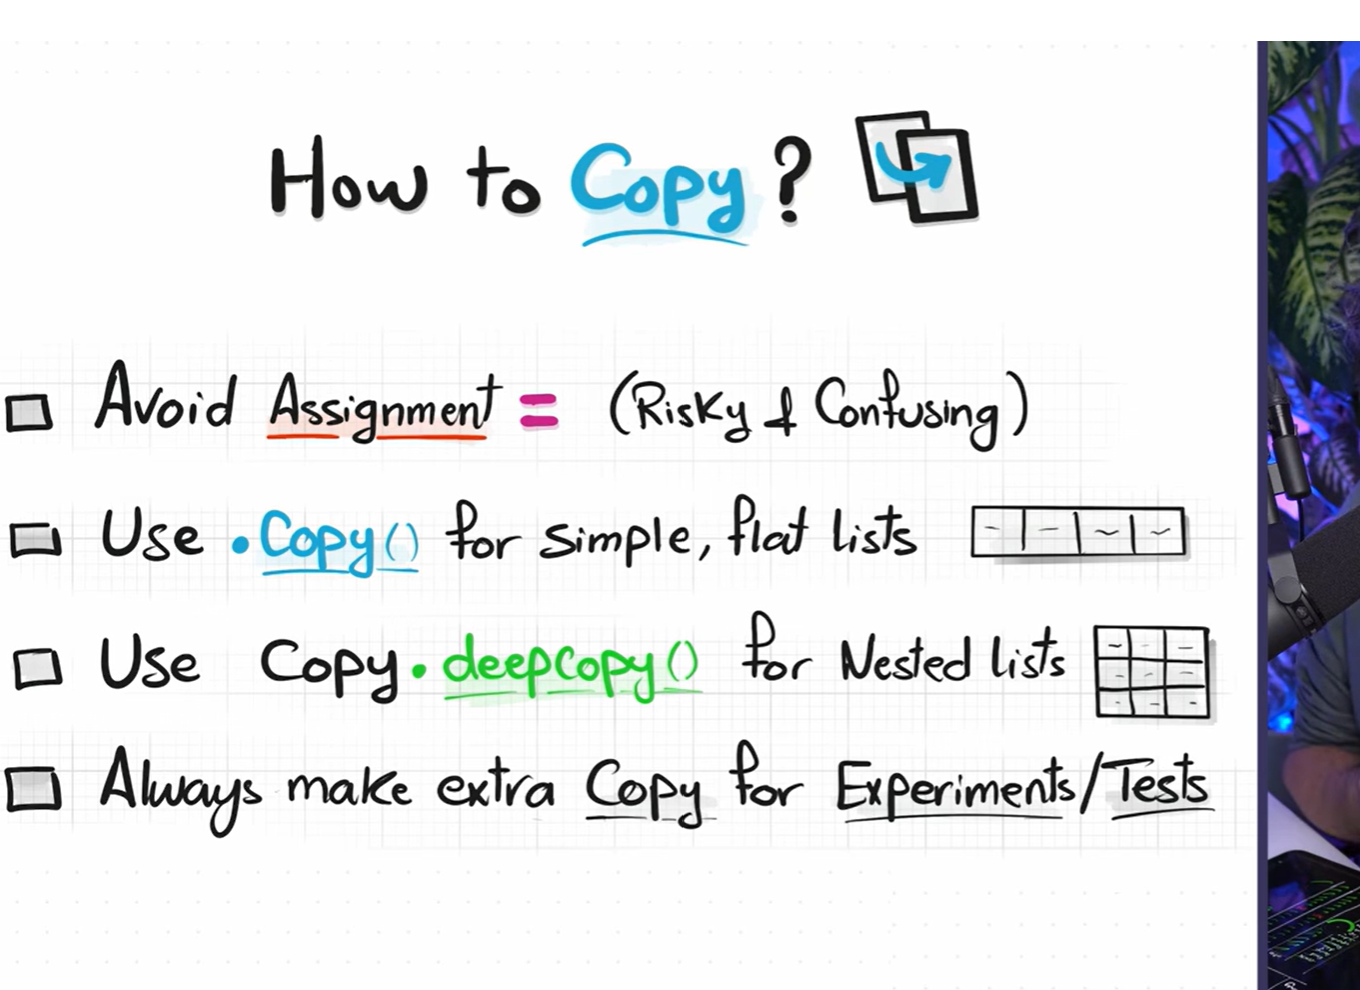 How to Copy?
Avoid Assignment = (Risky & Confusing)
Use .Copy() for simple, flat lists
Use Copy.deepcopy() for Nested lists
Always make extra Copy for Experiments/Tests